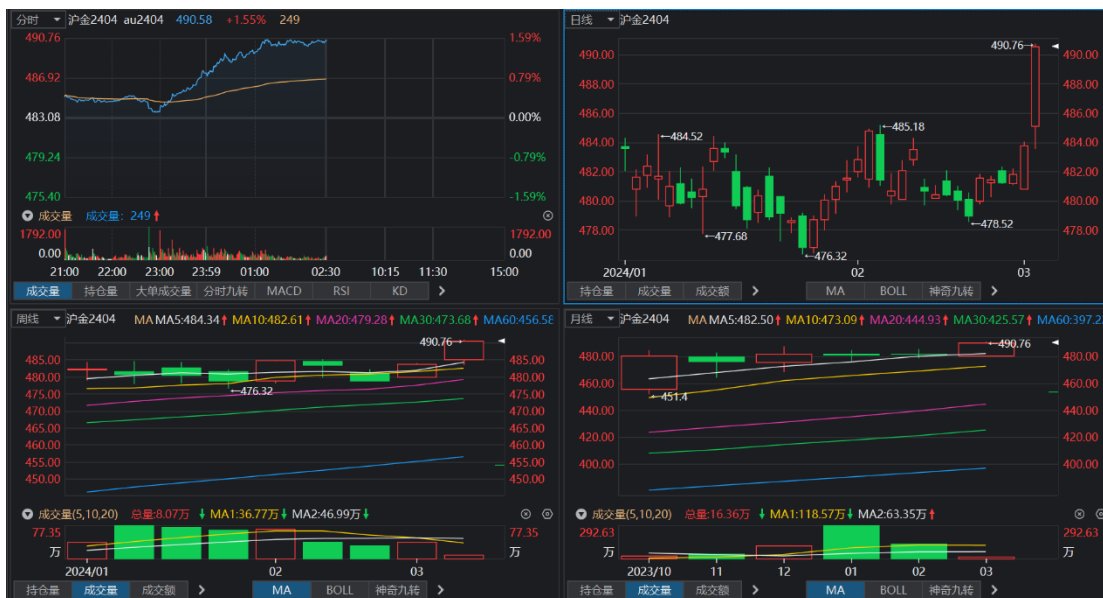 分时 沪金2404 au2404 490.58 +1.55% 249
490.76 1.59%
486.92 0.79%
483.08 0.00%
479.24 -0.79%
475.40 -1.59%
成交量 成交量: 249
1792.00 1792.00
0.00 0.00
21:00 22:00 23:00 23:59 01:00 02:30 10:15 11:30 15:00
成交量 持仓量 大单成交量 分时九转 MACD RSI KD
日线 沪金2404
490.76
490.00 490.00
488.00 488.00
486.00 486.00
485.18
484.52
484.00 484.00
482.00 482.00
480.00 480.00
478.52
478.00 478.00
477.68
476.32
2024/01 02 03
持仓量 成交量 成交额 MA BOLL 神奇九转
周线 沪金2404 MA MA5:484.34 MA10:482.61 MA20:479.28 MA30:473.68 MA60:456.58
490.76
485.00 485.00
480.00 480.00
476.32
475.00 475.00
470.00 470.00
465.00 465.00
460.00 460.00
455.00 455.00
450.00 450.00
成交量(5,10,20) 总量:8.07万 MA1:36.77万 MA2:46.99万
77.35 77.35
万 万
2024/01 02 03
持仓量 成交量 成交额 MA BOLL 神奇九转
月线 沪金2404 MA MA5:482.50 MA10:473.09 MA20:444.93 MA30:425.57 MA60:397.2
490.76
480.00 480.00
460.00 460.00
451.4
440.00 440.00
420.00 420.00
400.00 400.00
成交量(5,10,20) 总量:16.36万 MA1:118.57万 MA2:63.35万
292.63 292.63
万 万
2023/10 11 12 01 02 03
持仓量 成交量 成交额 MA BOLL 神奇九转